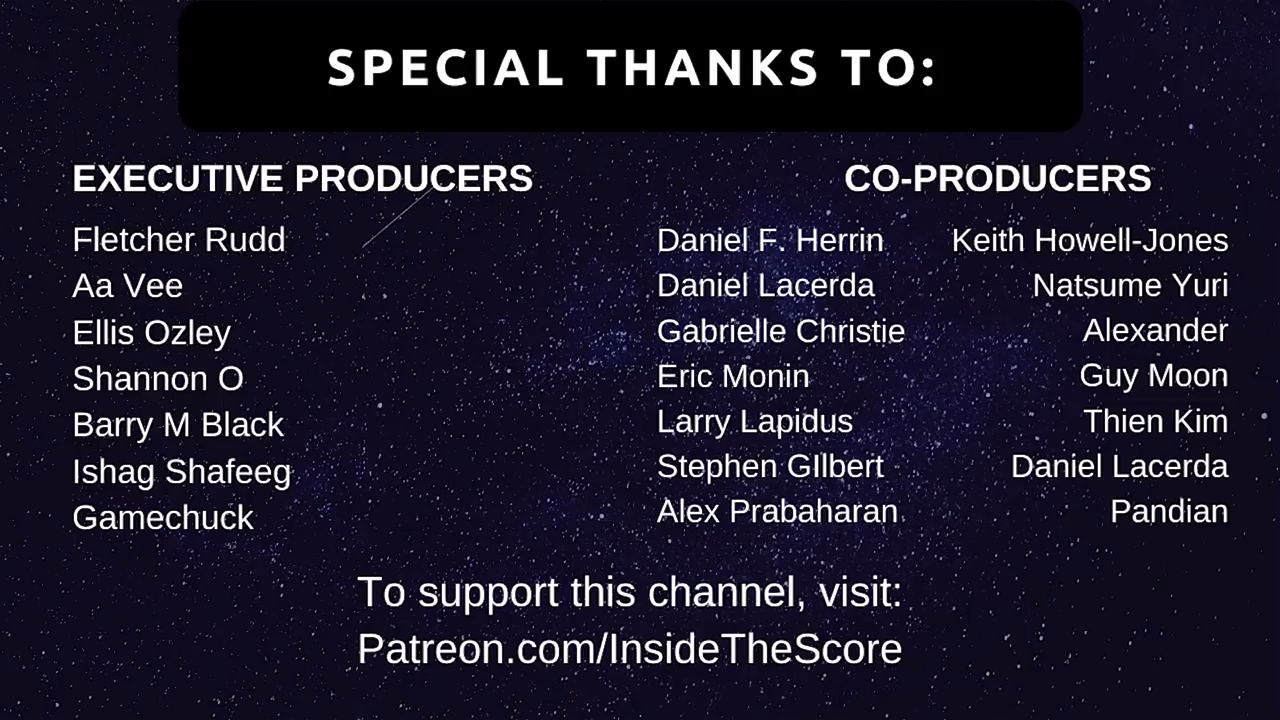 SPECIAL THANKS TO:
EXECUTIVE PRODUCERS
Fletcher Rudd
Aa Vee
Ellis Ozley
Shannon O
Barry M Black
Ishag Shafeeg
Gamechuck
CO-PRODUCERS
Daniel F. Herrin
Daniel Lacerda
Gabrielle Christie
Eric Monin
Larry Lapidus
Stephen GIlbert
Alex Prabaharan
Keith Howell-Jones
Natsume Yuri
Alexander
Guy Moon
Thien Kim
Daniel Lacerda
Pandian
To support this channel, visit:
Patreon.com/InsideTheScore